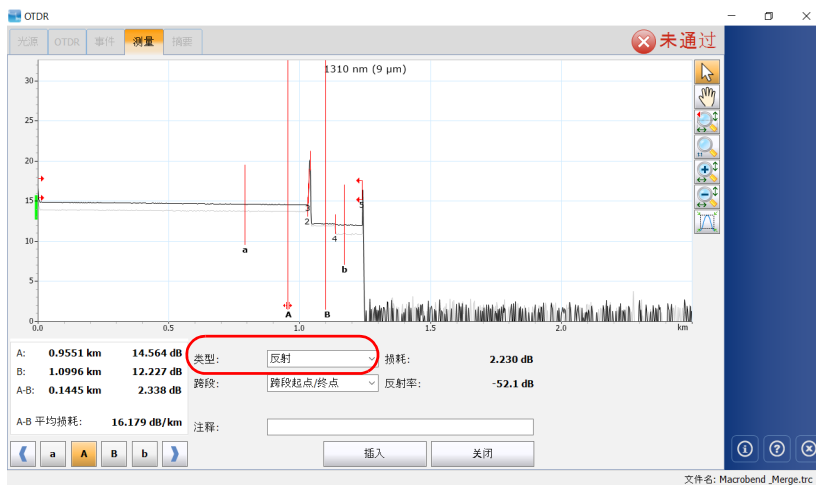 OTDR
光源 OTDR 事件 测量 摘要 未通过
1310 nm (9 µm)
30
25
20
15
10
5
0
3
2
4
5
a
b
A
B
0.0 0.5 1.0 1.5 2.0 km
A: 0.9551 km 14.564 dB
B: 1.0996 km 12.227 dB
A-B: 0.1445 km 2.338 dB
A-B 平均损耗: 16.179 dB/km
类型: 反射 损耗: 2.230 dB
跨段: 跨段起点/终点 反射率: -52.1 dB
注释:
a A B b 插入 关闭
文件名: Macrobend _Merge.trc